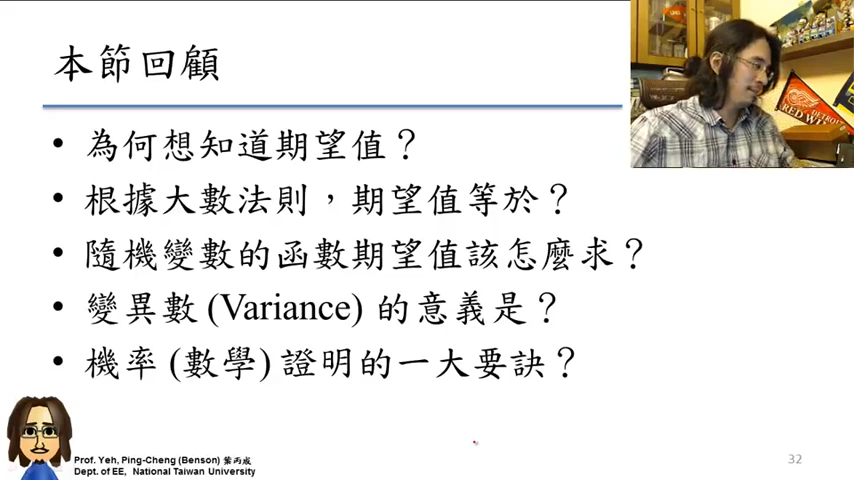 本節回顧
• 為何想知道期望值？
• 根據大數法則，期望值等於？
• 隨機變數的函數期望值該怎麼求？
• 變異數 (Variance) 的意義是？
• 機率 (數學) 證明的一大要訣？
DETROIT
RED WI
Prof. Yeh, Ping-Cheng (Benson) 葉丙成
Dept. of EE, National Taiwan University
32